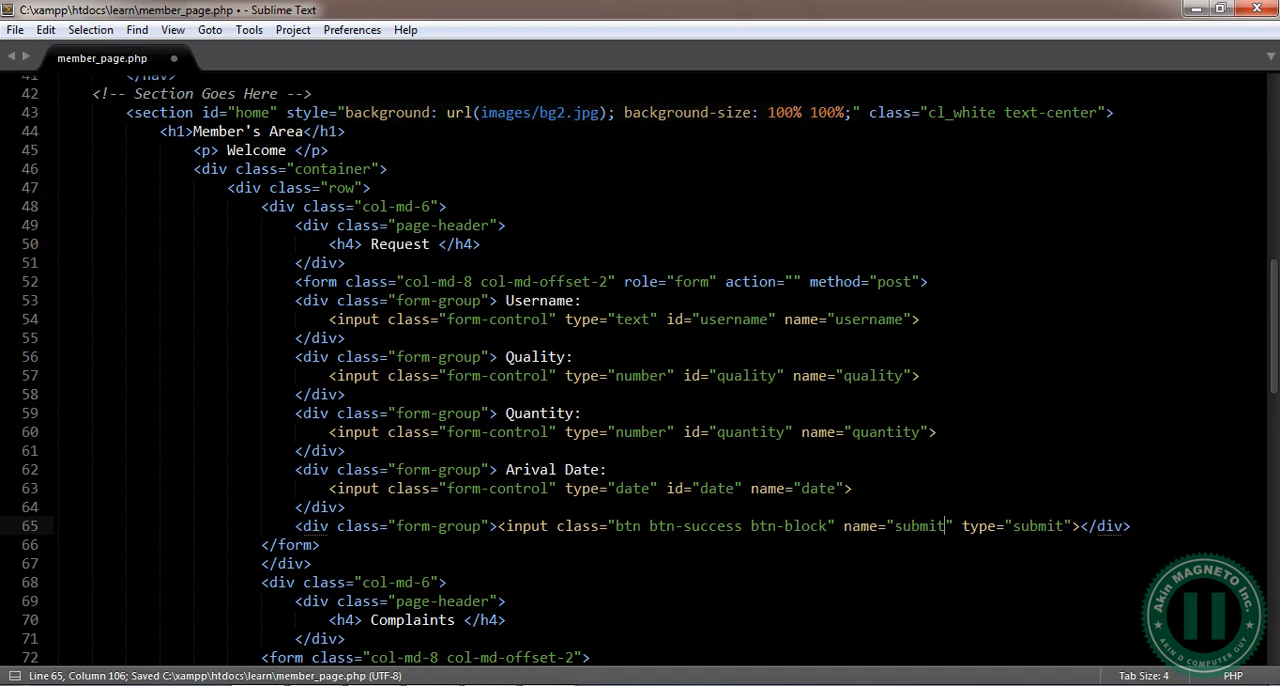 C:\xampp\htdocs\learn\member_page.php • - Sublime Text
File Edit Selection Find View Goto Tools Project Preferences Help
member_page.php
41 </nav>
42 <!-- Section Goes Here -->
43 <section id="home" style="background: url(images/bg2.jpg); background-size: 100% 100%;" class="cl_white text-center">
44 <h1>Member's Area</h1>
45 <p> Welcome </p>
46 <div class="container">
47 <div class="row">
48 <div class="col-md-6">
49 <div class="page-header">
50 <h4> Request </h4>
51 </div>
52 <form class="col-md-8 col-md-offset-2" role="form" action="" method="post">
53 <div class="form-group"> Username:
54 <input class="form-control" type="text" id="username" name="username">
55 </div>
56 <div class="form-group"> Quality:
57 <input class="form-control" type="number" id="quality" name="quality">
58 </div>
59 <div class="form-group"> Quantity:
60 <input class="form-control" type="number" id="quantity" name="quantity">
61 </div>
62 <div class="form-group"> Arival Date:
63 <input class="form-control" type="date" id="date" name="date">
64 </div>
65 <div class="form-group"><input class="btn btn-success btn-block" name="submit" type="submit"></div>
66 </form>
67 </div>
68 <div class="col-md-6">
69 <div class="page-header">
70 <h4> Complaints </h4>
71 </div>
72 <form class="col-md-8 col-md-offset-2">
Akin MAGNETO Inc.
AKIN D COMPUTER GUY
Line 65, Column 106; Saved C:\xampp\htdocs\learn\member_page.php (UTF-8)
Tab Size: 4
PHP